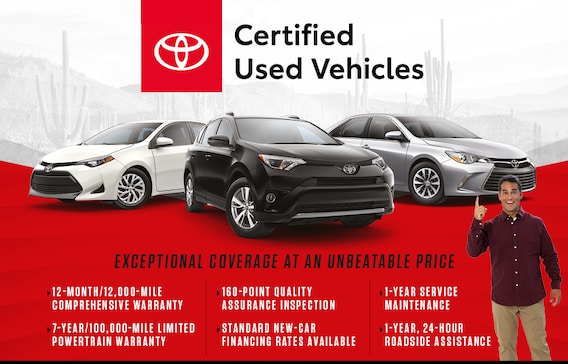 Certified
Used Vehicles
EXCEPTIONAL COVERAGE AT AN UNBEATABLE PRICE
12-MONTH/12,000-MILE
COMPREHENSIVE WARRANTY
7-YEAR/100,000-MILE LIMITED
POWERTRAIN WARRANTY
160-POINT QUALITY
ASSURANCE INSPECTION
STANDARD NEW-CAR
FINANCING RATES AVAILABLE
1-YEAR SERVICE
MAINTENANCE
1-YEAR, 24-HOUR
ROADSIDE ASSISTANCE